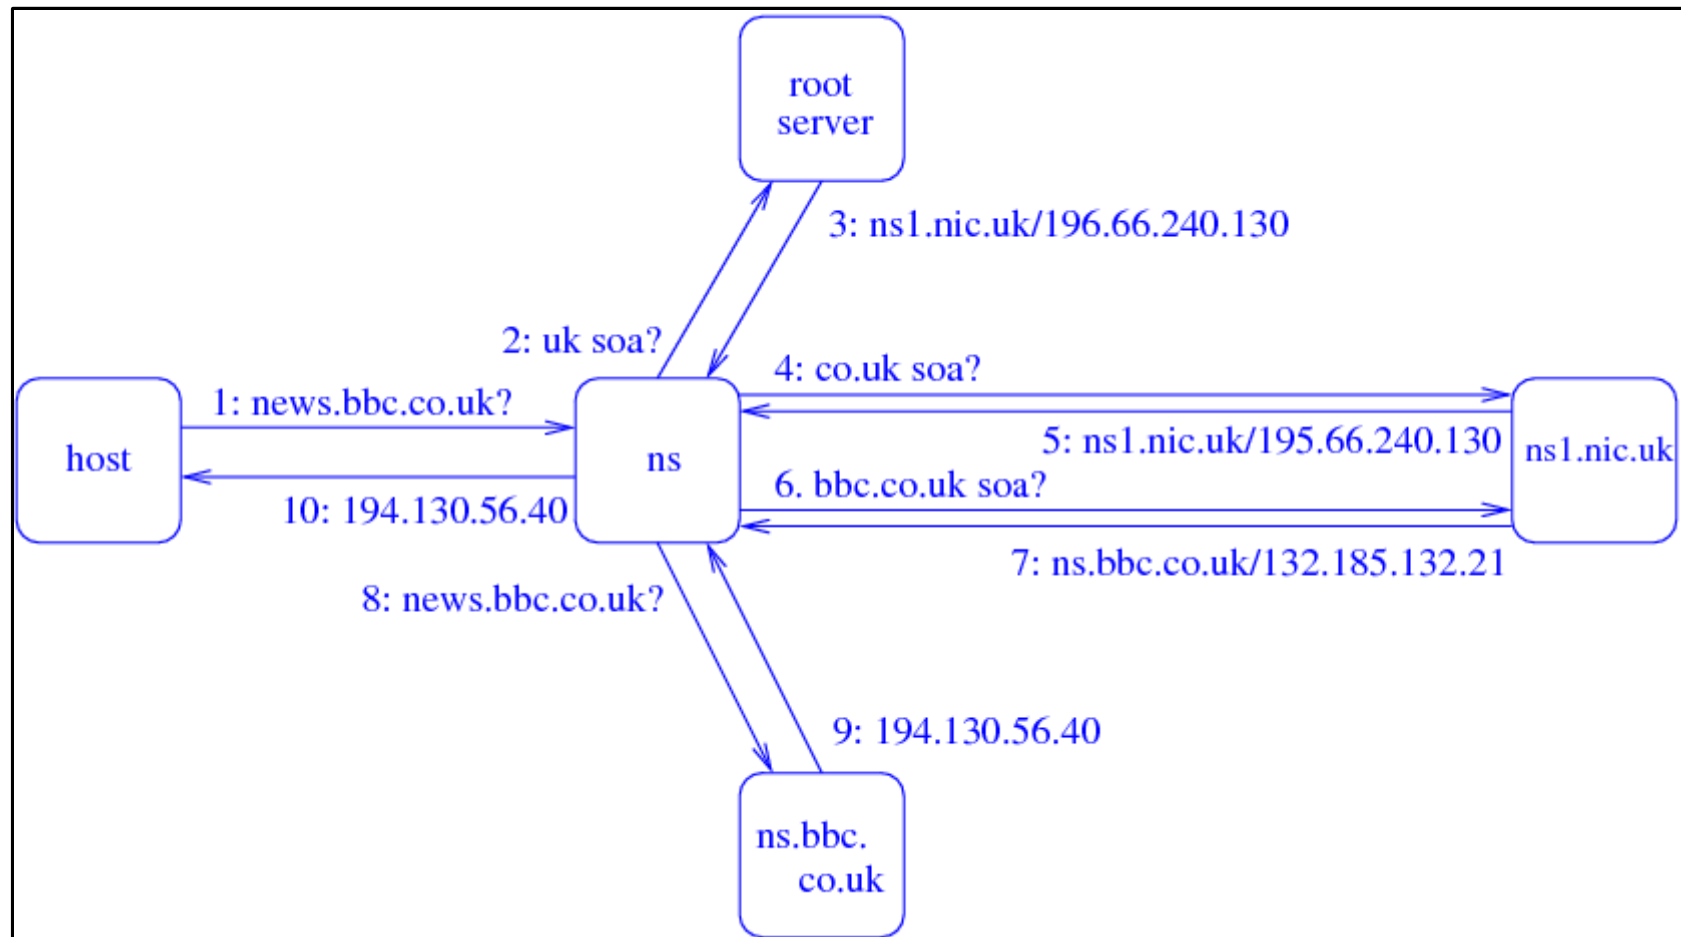 root
server
3: ns1.nic.uk/196.66.240.130
2: uk soa?
4: co.uk soa?
1: news.bbc.co.uk?
5: ns1.nic.uk/195.66.240.130
host
ns
ns1.nic.uk
6. bbc.co.uk soa?
10: 194.130.56.40
7: ns.bbc.co.uk/132.185.132.21
8: news.bbc.co.uk?
9: 194.130.56.40
ns.bbc.
co.uk